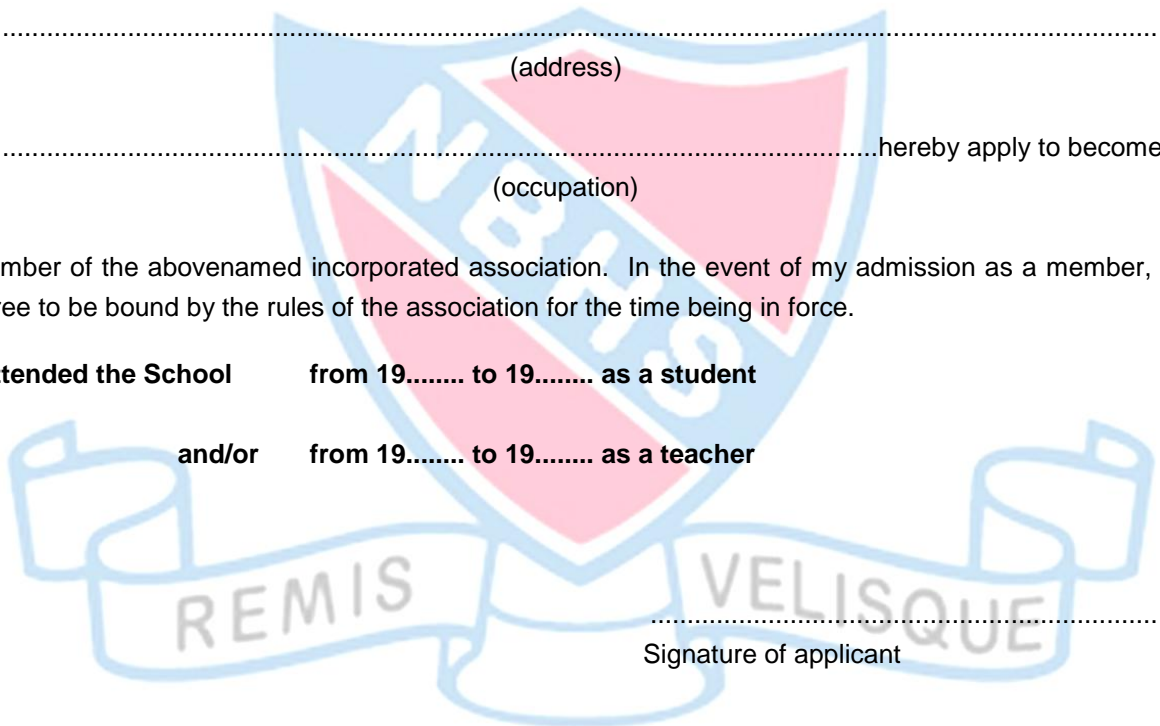 ....................................................................................................................................................................
(address)
..............................................................................................................................hereby apply to become
mber of the abovenamed incorporated association. In the event of my admission as a member,
ree to be bound by the rules of the association for the time being in force.
ttended the School from 19........ to 19........ as a student
and/or from 19........ to 19........ as a teacher
......................................................................
Signature of applicant
NBHS
REMIS VELISQUE